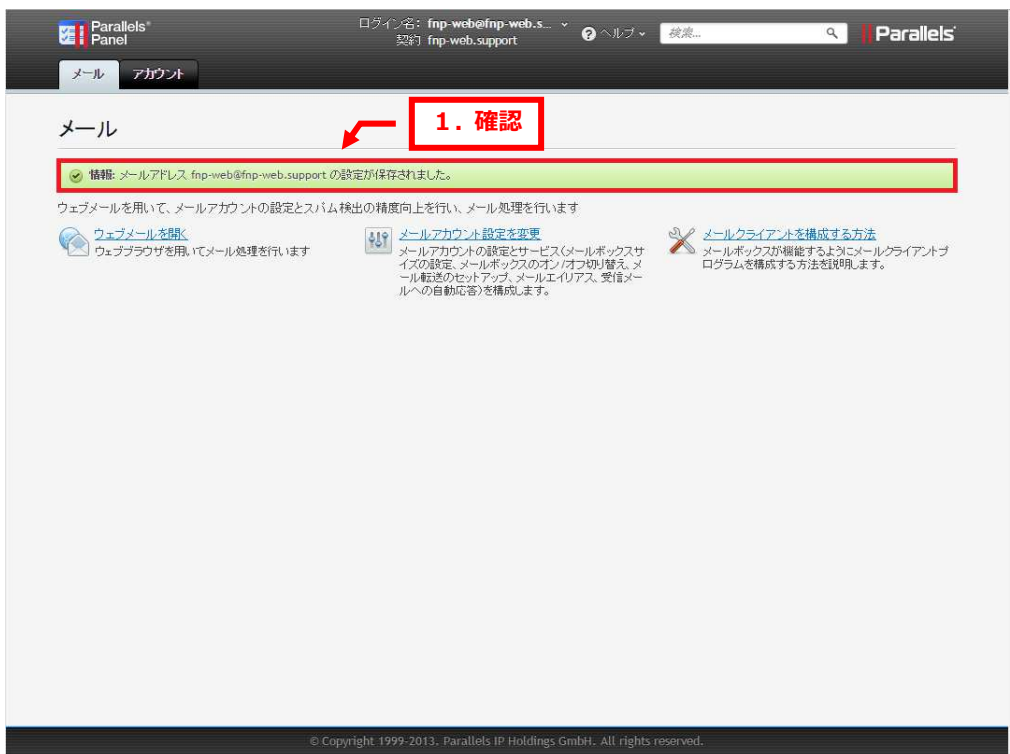 Parallels®
Panel
ログイン名: fnp-web@fnp-web.s...
契約 fnp-web.support
ヘルプ
検索...
Parallels®
メール
アカウント
メール
1. 確認
情報: メールアドレス fnp-web@fnp-web.support の設定が保存されました。
ウェブメールを用いて、メールアカウントの設定とスパム検出の精度向上を行い、メール処理を行います
ウェブメールを開く
ウェブブラウザを用いてメール処理を行います
メールアカウント設定を変更
メールアカウントの設定とサービス(メールボックスサ
イズの設定、メールボックスのオン/オフ切り替え、メ
ール転送のセットアップ、メールエイリアス、受信メー
ルへの自動応答)を構成します。
メールクライアントを構成する方法
メールボックスが機能するようにメールクライアントプ
ログラムを構成する方法を説明します。
© Copyright 1999-2013. Parallels IP Holdings GmbH. All rights reserved.